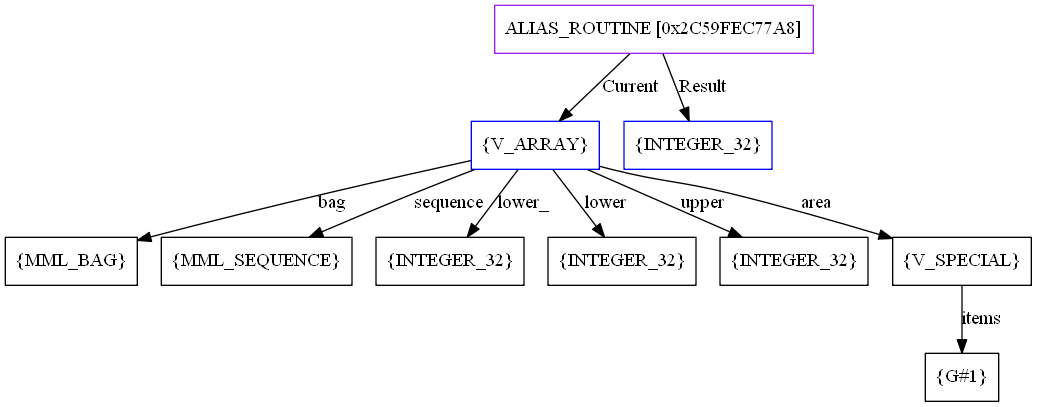 ALIAS_ROUTINE [0x2C59FEC77A8]
Current
Result
{V_ARRAY}
{INTEGER_32}
bag
sequence
lower_
lower
upper
area
{MML_BAG}
{MML_SEQUENCE}
{INTEGER_32}
{INTEGER_32}
{INTEGER_32}
{V_SPECIAL}
items
{G#1}